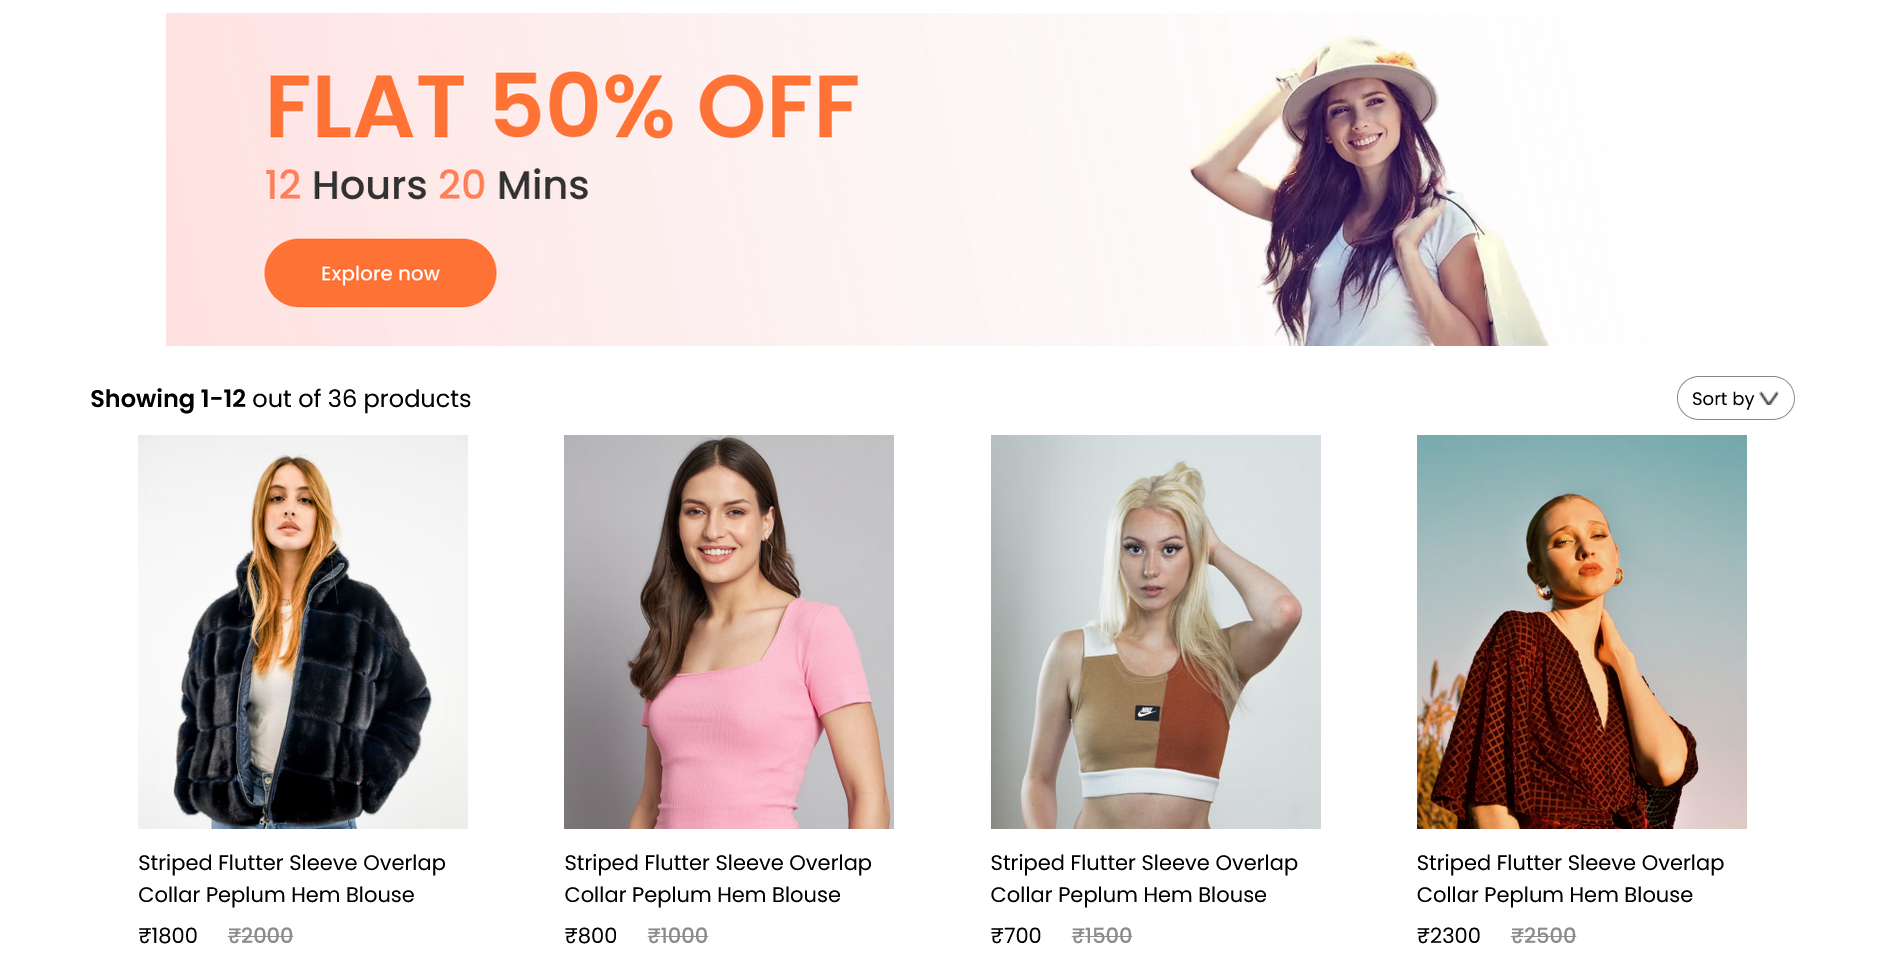 FLAT 50% OFF
12 Hours 20 Mins
Explore now
Showing 1-12 out of 36 products
Sort by
Striped Flutter Sleeve Overlap
Collar Peplum Hem Blouse
₹1800 ₹2000
Striped Flutter Sleeve Overlap
Collar Peplum Hem Blouse
₹800 ₹1000
NIKE
Striped Flutter Sleeve Overlap
Collar Peplum Hem Blouse
₹700 ₹1500
Striped Flutter Sleeve Overlap
Collar Peplum Hem Blouse
₹2300 ₹2500